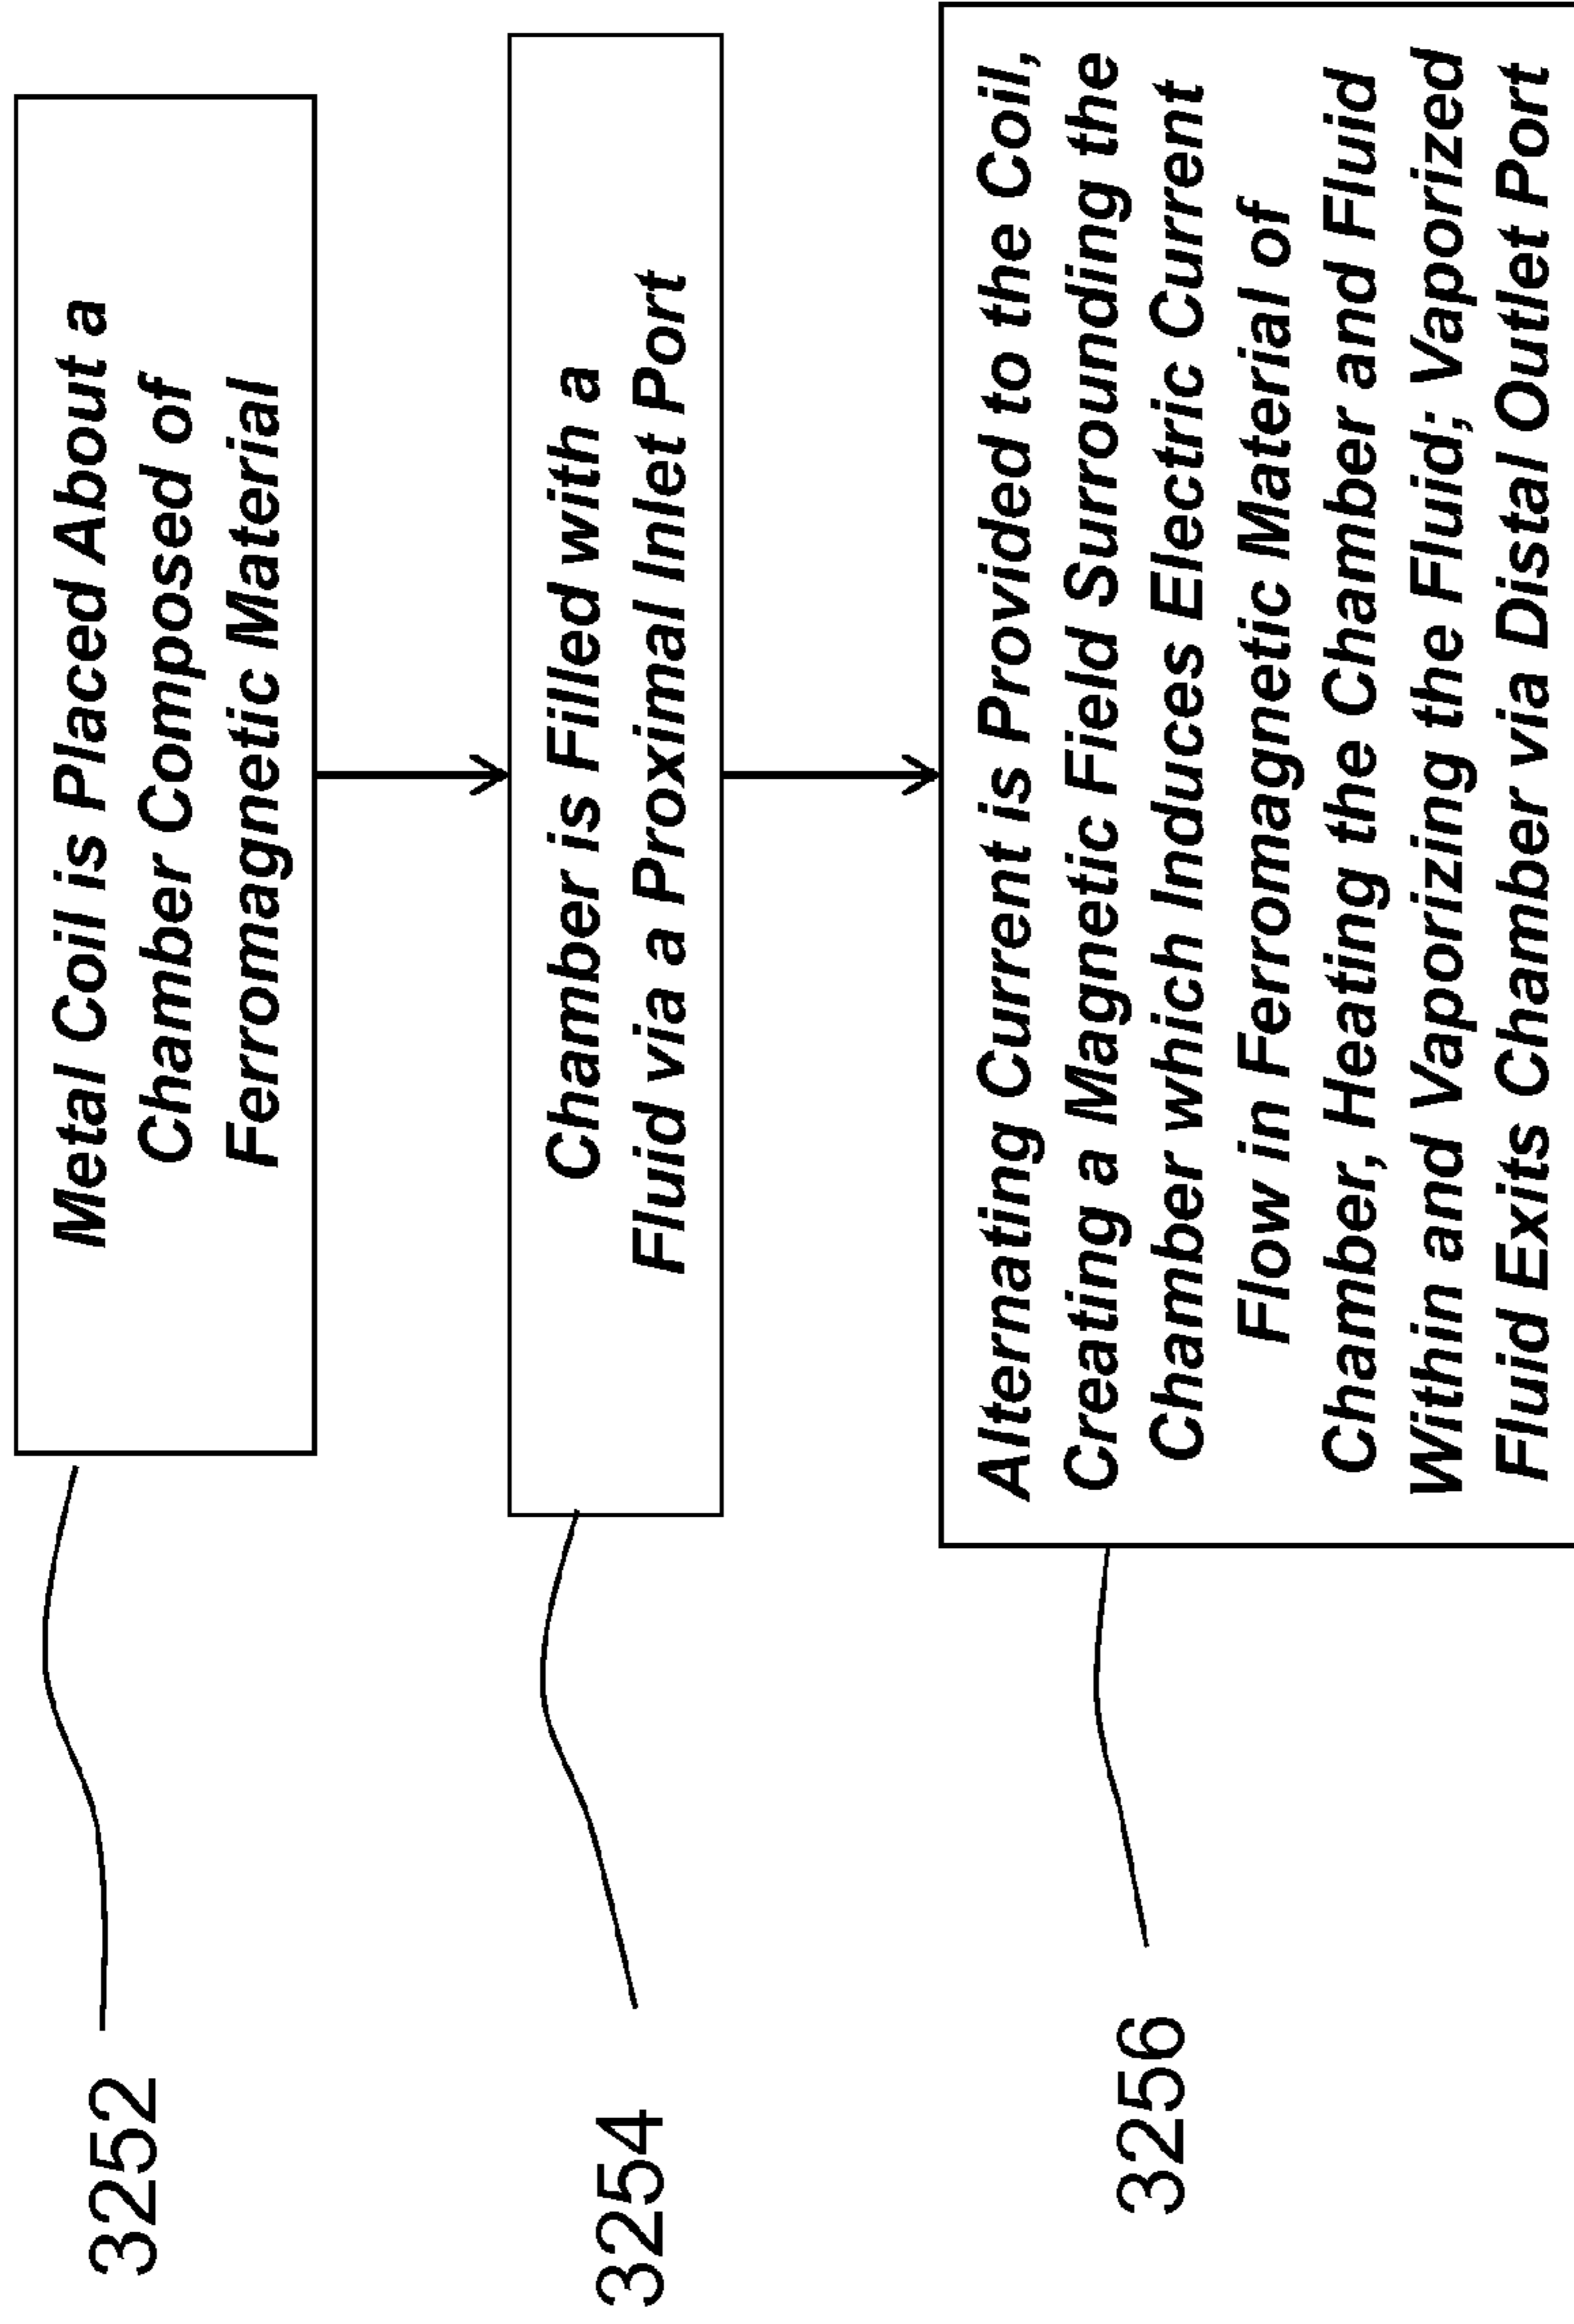 3252
Metal Coil is Placed About a
Chamber Composed of
Ferromagnetic Material
3254
Chamber is Filled with a
Fluid via a Proximal Inlet Port
3256
Alternating Current is Provided to the Coil,
Creating a Magnetic Field Surrounding the
Chamber which Induces Electric Current
Flow in Ferromagnetic Material of
Chamber, Heating the Chamber and Fluid
Within and Vaporizing the Fluid; Vaporized
Fluid Exits Chamber via Distal Outlet Port